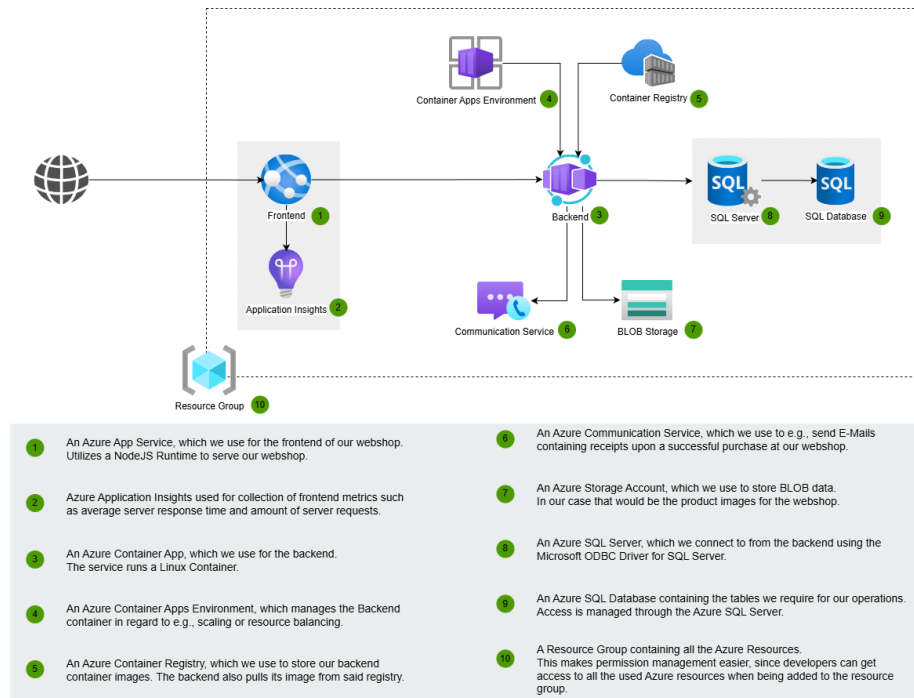 Container Apps Environment
4
Container Registry
5
Frontend
1
Backend
3
SQL
SQL Server
8
SQL
SQL Database
9
Application Insights
2
Communication Service
6
BLOB Storage
7
Resource Group
10
1
An Azure App Service, which we use for the frontend of our webshop.
Utilizes a NodeJS Runtime to serve our webshop.
2
Azure Application Insights used for collection of frontend metrics such
as average server response time and amount of server requests.
3
An Azure Container App, which we use for the backend.
The service runs a Linux Container.
4
An Azure Container Apps Environment, which manages the Backend
container in regard to e.g., scaling or resource balancing.
5
An Azure Container Registry, which we use to store our backend
container images. The backend also pulls its image from said registry.
6
An Azure Communication Service, which we use to e.g., send E-Mails
containing receipts upon a successful purchase at our webshop.
7
An Azure Storage Account, which we use to store BLOB data.
In our case that would be the product images for the webshop.
8
An Azure SQL Server, which we connect to from the backend using the
Microsoft ODBC Driver for SQL Server.
9
An Azure SQL Database containing the tables we require for our operations.
Access is managed through the Azure SQL Server.
10
A Resource Group containing all the Azure Resources.
This makes permission management easier, since developers can get
access to all the used Azure resources when being added to the resource
group.